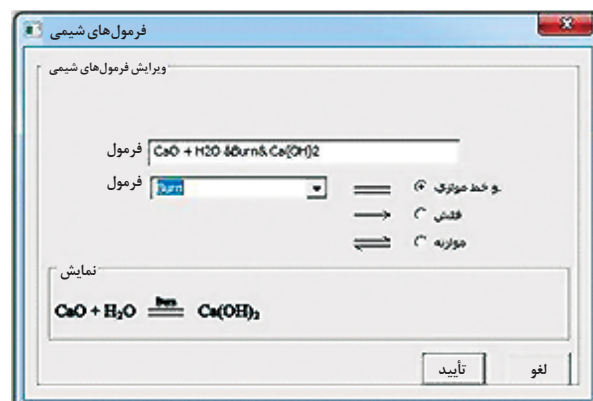 فرمول‌های شیمی
ویرایش فرمول‌های شیمی
فرمول CaO + H2O &Burn& Ca(OH)2
فرمول Burn
و خط موازی
فلش
موازنه
نمایش
CaO + H₂O Burn Ca(OH)₂
تأیید
لغو